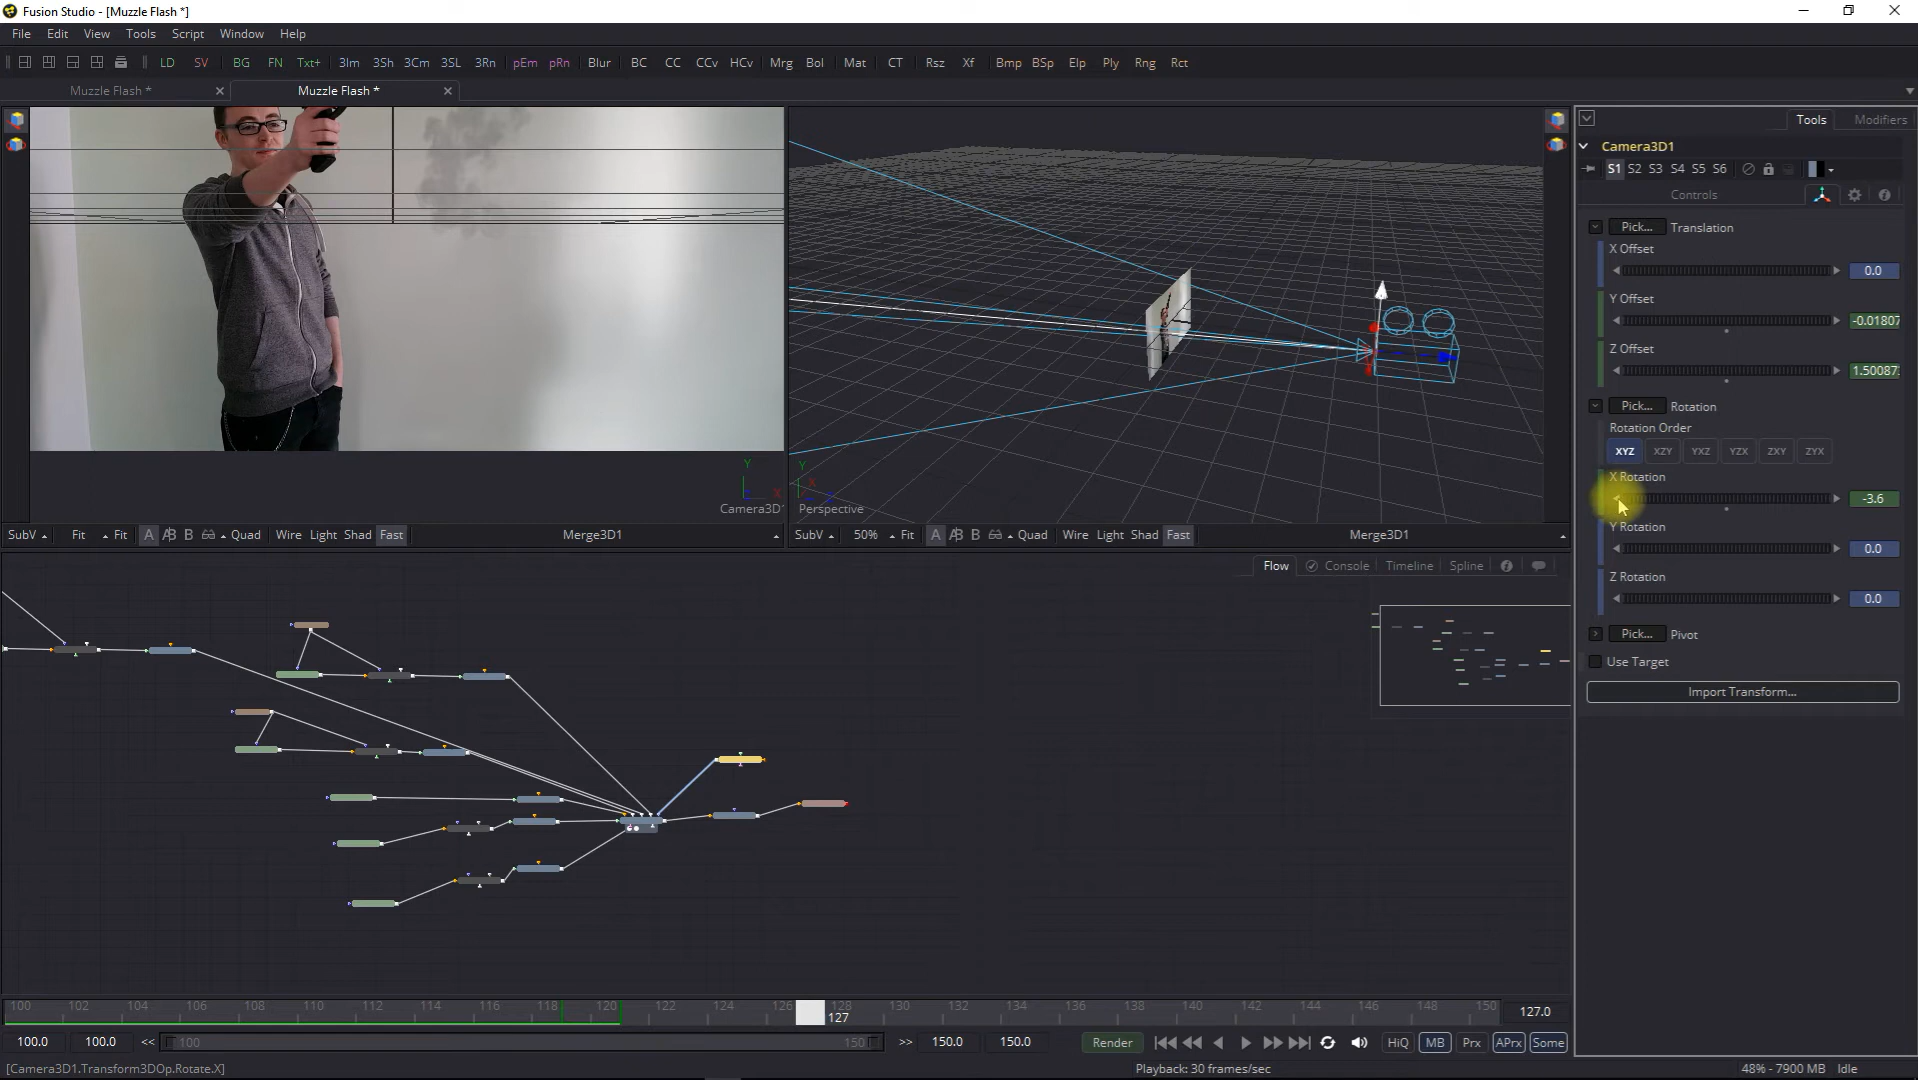 Fusion Studio - [Muzzle Flash *]
File Edit View Tools Script Window Help
LD SV BG FN Txt+ 3Im 3Sh 3Cm 3SL 3Rn pEm pRn Blur BC CC CCv HCv Mrg Bol Mat CT Rsz Xf Bmp BSp Elp Ply Rng Rct
Muzzle Flash * Muzzle Flash *
Tools Modifiers
Camera3D1
S1 S2 S3 S4 S5 S6
Controls
Pick... Translation
X Offset
0.0
Y Offset
-0.01807
Z Offset
1.50087
Pick... Rotation
Rotation Order
XYZ XZY YXZ YZX ZXY ZYX
X Rotation
-3.6
Y Rotation
0.0
Z Rotation
0.0
Pick... Pivot
Use Target
Import Transform...
Y X Camera3D
Y X Z Perspective
SubV Fit Fit A B Quad Wire Light Shad Fast Merge3D1
SubV 50% Fit A B Quad Wire Light Shad Fast Merge3D1
Flow Console Timeline Spline
100 102 104 106 108 110 112 114 116 118 120 122 124 126 128 130 132 134 136 138 140 142 144 146 148 150
127 127.0
100.0 100.0 << 100 150 >> 150.0 150.0 Render HiQ MB Prx APrx Some
[Camera3D1.Transform3DOp.Rotate.X] Playback: 30 frames/sec 48% - 7900 MB Idle